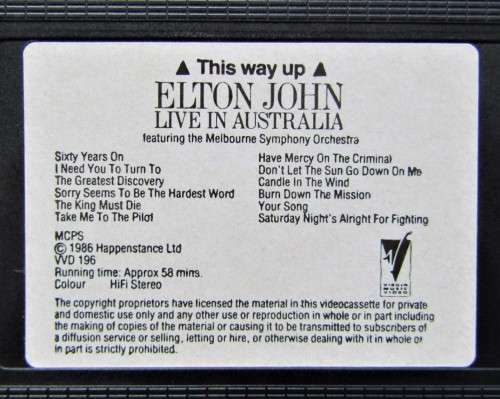 ▲ This way up ▲
ELTON JOHN
LIVE IN AUSTRALIA
featuring the Melbourne Symphony Orchestra
Sixty Years On
I Need You To Turn To
The Greatest Discovery
Sorry Seems To Be The Hardest Word
The King Must Die
Take Me To The Pilot
Have Mercy On The Criminal
Don't Let The Sun Go Down On Me
Candle In The Wind
Burn Down The Mission
Your Song
Saturday Night's Alright For Fighting
MCPS
© 1986 Happenstance Ltd
VVD 196
Running time: Approx 58 mins.
Colour HiFi Stereo
VIRGIN
MUSIC
VIDEO
The copyright proprietors have licensed the material in this videocassette for private
and domestic use only and any other use or reproduction in whole or in part including
the making of copies of the material or causing it to be transmitted to subscribers of
a diffusion service or selling, letting or hire, or otherwise dealing with it in whole or
in part is strictly prohibited.